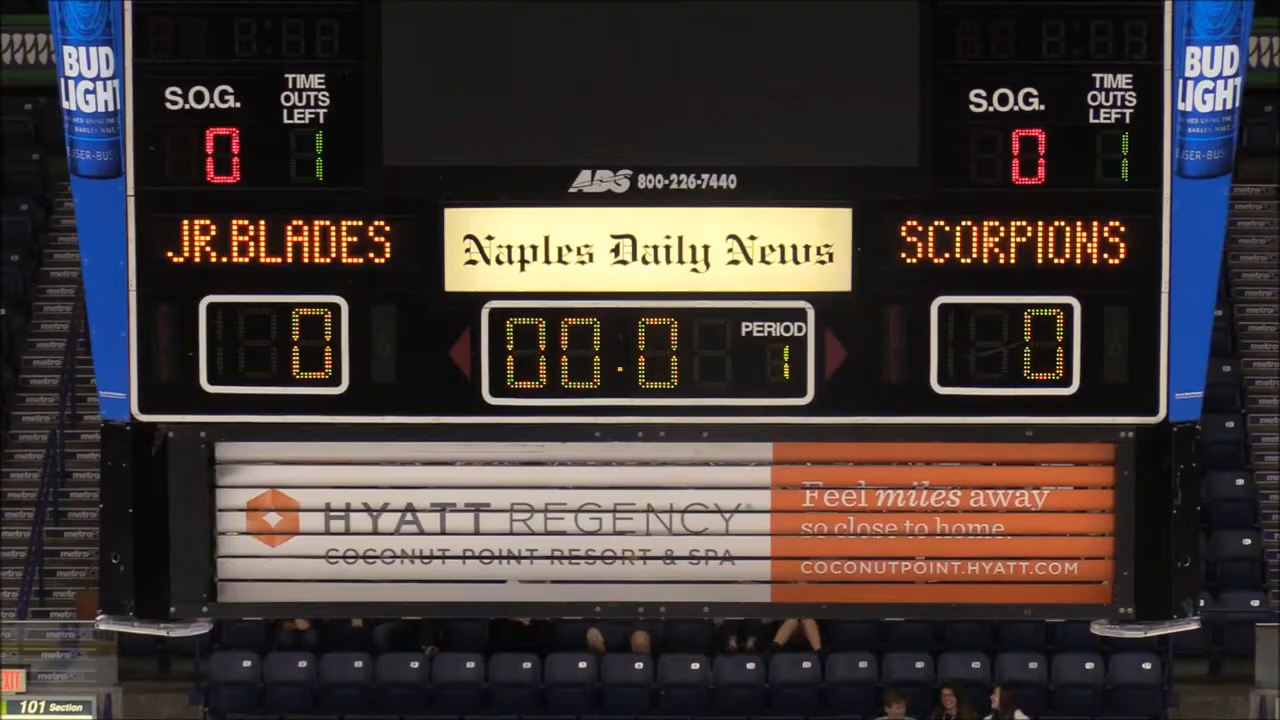 BUD
LIGHT
S.O.G.
TIME
OUTS
LEFT
0
1
S.O.G.
TIME
OUTS
LEFT
0
1
BUD
LIGHT
ADS 800-226-7440
JR.BLADES
Naples Daily News
SCORPIONS
0
00.0
PERIOD
1
0
HYATT REGENCY®
COCONUT POINT RESORT & SPA
Feel miles away
so close to home.
COCONUTPOINT.HYATT.COM
metroPCS
EXIT
101 Section